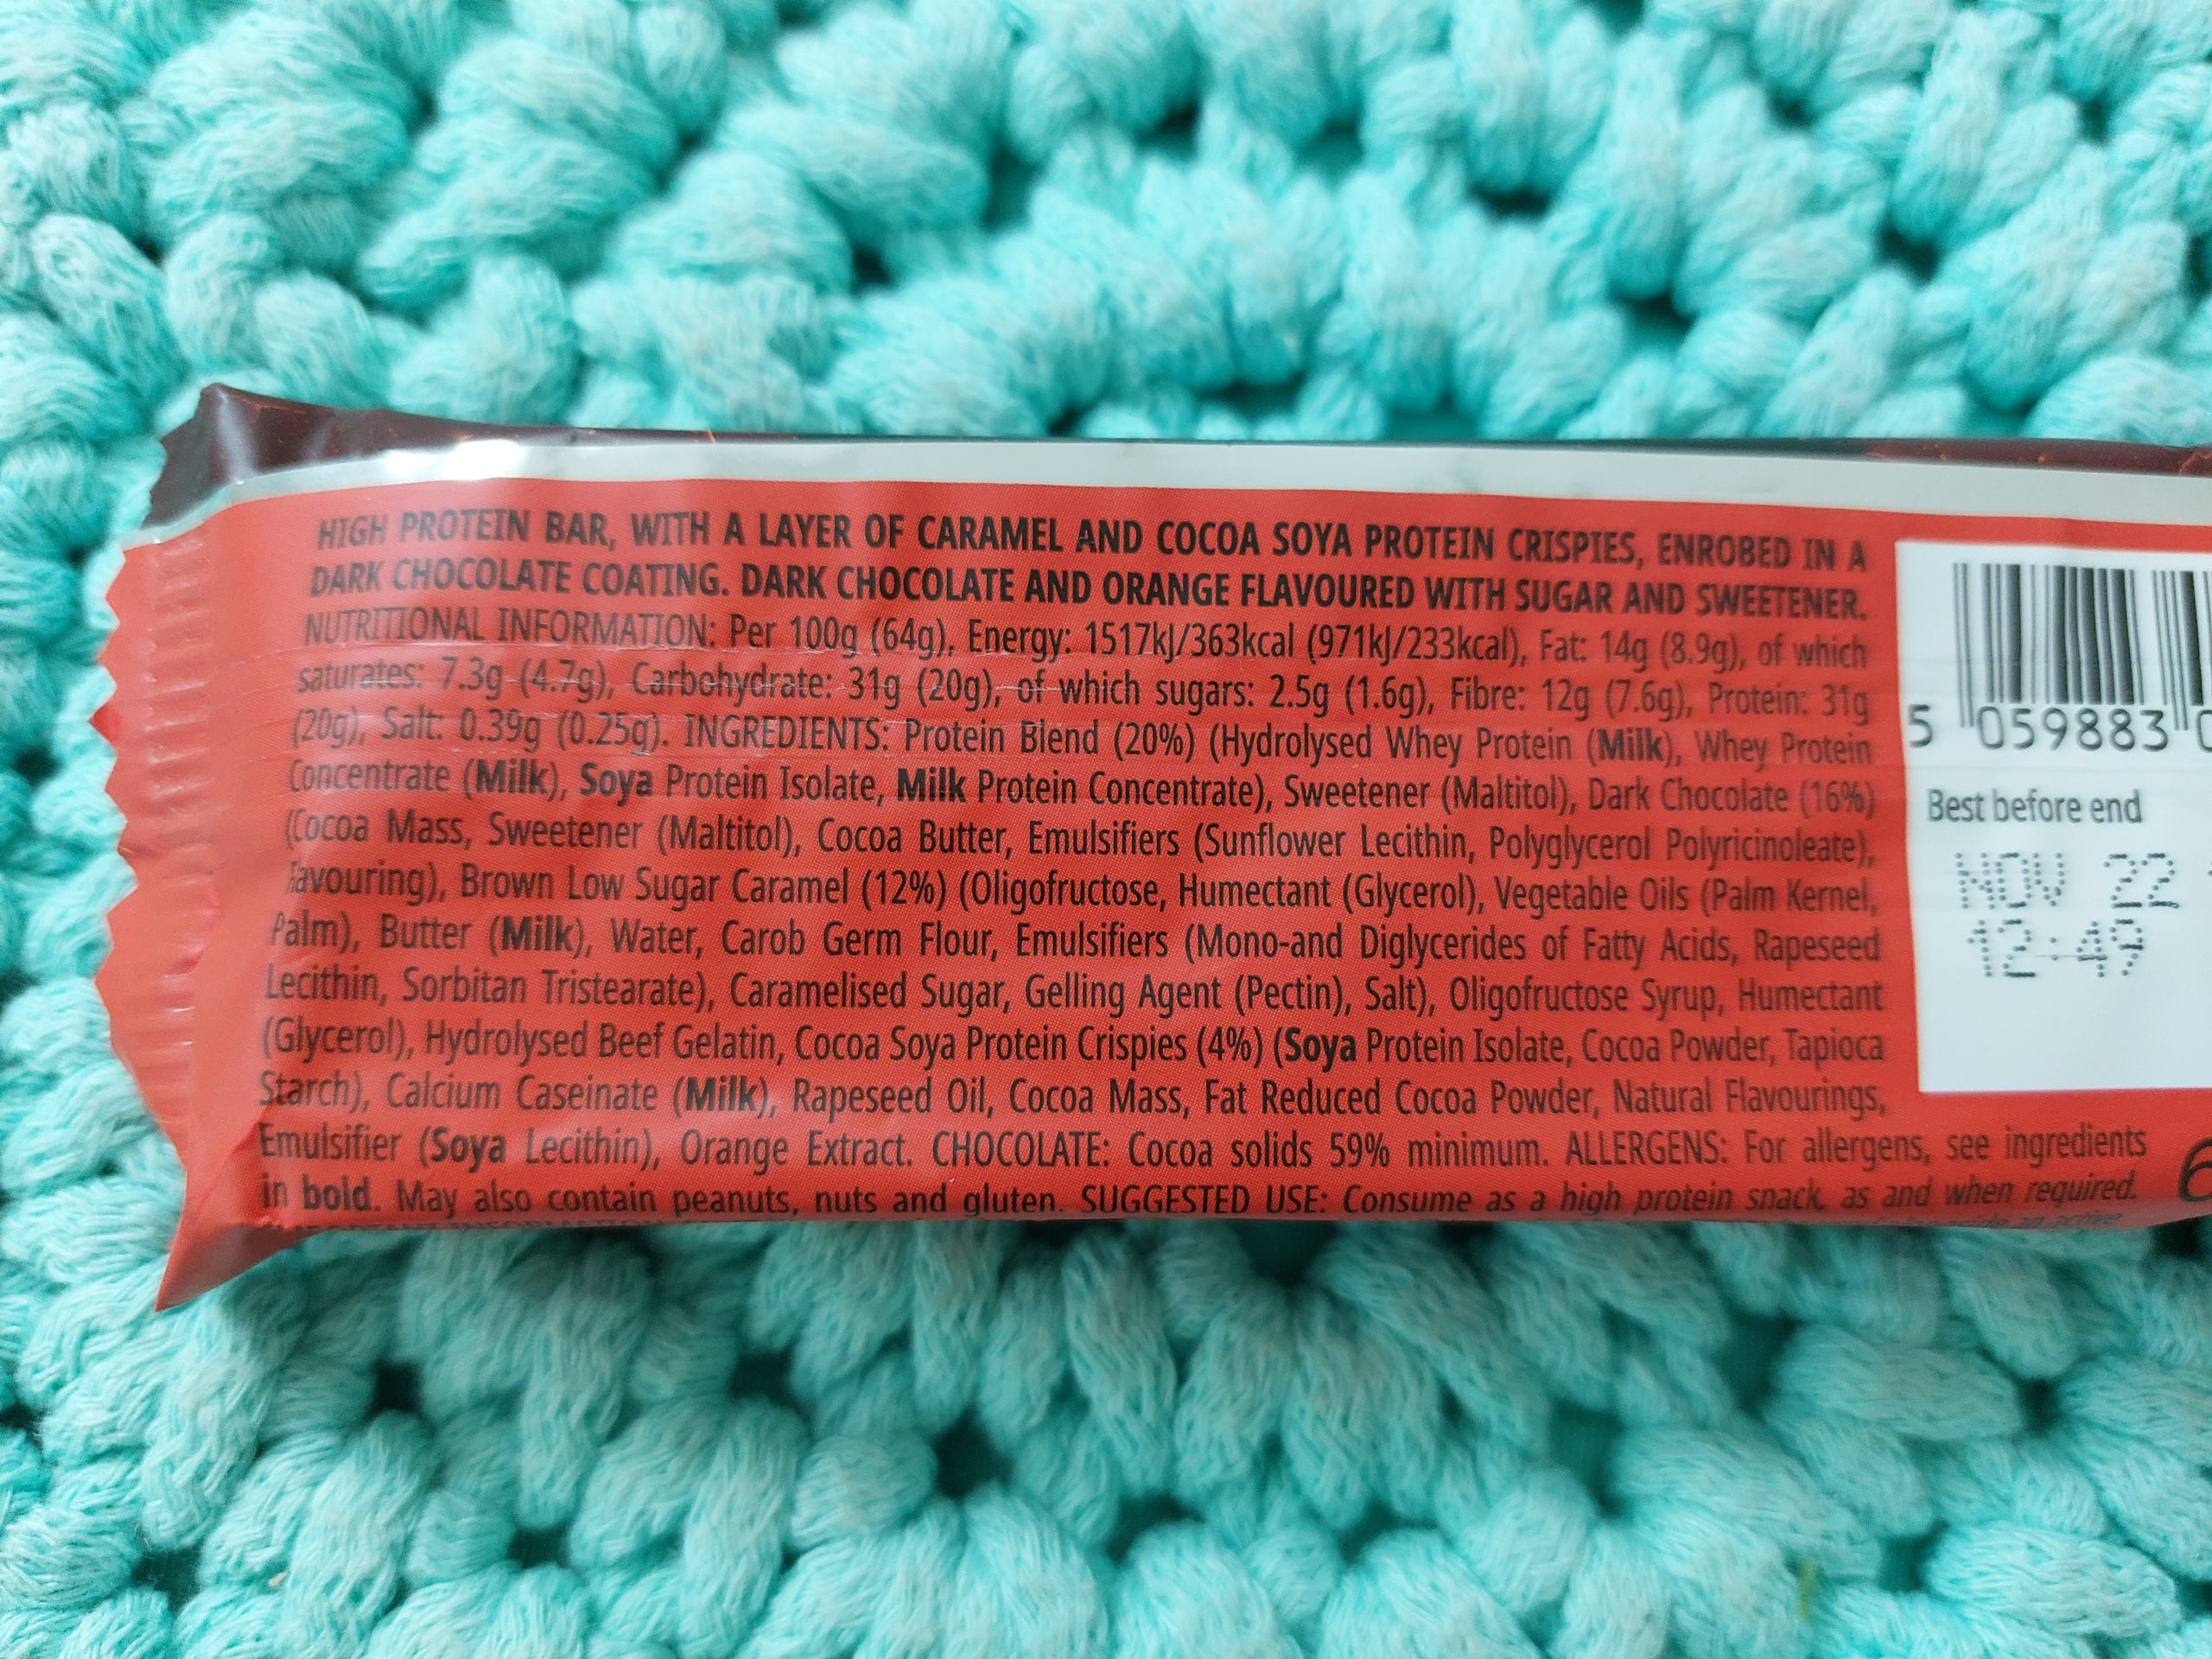 HIGH PROTEIN BAR, WITH A LAYER OF CARAMEL AND COCOA SOYA PROTEIN CRISPIES, ENROBED IN A
DARK CHOCOLATE COATING. DARK CHOCOLATE AND ORANGE FLAVOURED WITH SUGAR AND SWEETENER.
NUTRITIONAL INFORMATION: Per 100g (64g), Energy: 1517kJ/363kcal (971kJ/233kcal), Fat: 14g (8.9g), of which
saturates: 7.3g (4.7g), Carbohydrate: 31g (20g), of which sugars: 2.5g (1.6g), Fibre: 12g (7.6g), Protein: 31g
(20g), Salt: 0.39g (0.25g). INGREDIENTS: Protein Blend (20%) (Hydrolysed Whey Protein (Milk), Whey Protein
Concentrate (Milk), Soya Protein Isolate, Milk Protein Concentrate), Sweetener (Maltitol), Dark Chocolate (16%)
(Cocoa Mass, Sweetener (Maltitol), Cocoa Butter, Emulsifiers (Sunflower Lecithin, Polyglycerol Polyricinoleate),
Flavouring), Brown Low Sugar Caramel (12%) (Oligofructose, Humectant (Glycerol), Vegetable Oils (Palm Kernel,
Palm), Butter (Milk), Water, Carob Germ Flour, Emulsifiers (Mono-and Diglycerides of Fatty Acids, Rapeseed
Lecithin, Sorbitan Tristearate), Caramelised Sugar, Gelling Agent (Pectin), Salt), Oligofructose Syrup, Humectant
(Glycerol), Hydrolysed Beef Gelatin, Cocoa Soya Protein Crispies (4%) (Soya Protein Isolate, Cocoa Powder, Tapioca
Starch), Calcium Caseinate (Milk), Rapeseed Oil, Cocoa Mass, Fat Reduced Cocoa Powder, Natural Flavourings,
Emulsifier (Soya Lecithin), Orange Extract. CHOCOLATE: Cocoa solids 59% minimum. ALLERGENS: For allergens, see ingredients
in bold. May also contain peanuts, nuts and gluten. SUGGESTED USE: Consume as a high protein snack, as and when required.
an active
5 059883
Best before end
NOV 22
12:49